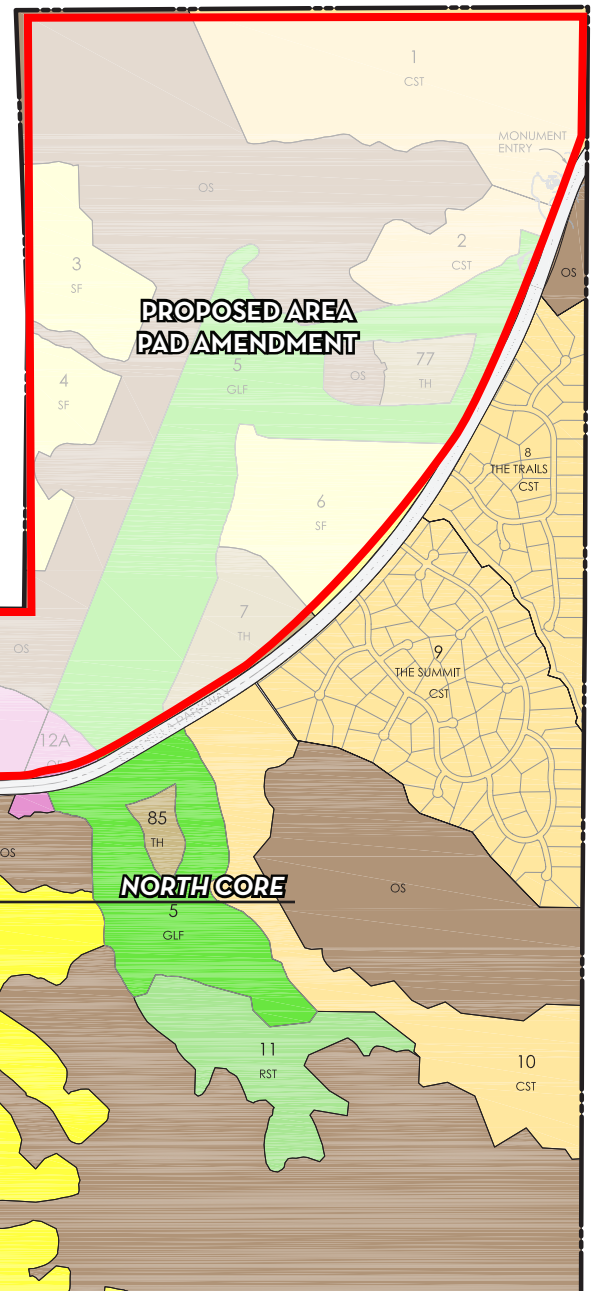 1
CST
MONUMENT
ENTRY
OS
2
CST
3
SF
OS
PROPOSED AREA
PAD AMENDMENT
5
GLF
OS
77
TH
4
SF
8
THE TRAILS
CST
6
SF
7
TH
9
THE SUMMIT
CST
OS
12A
PARKWAY
85
TH
OS
OS
NORTH CORE
5
GLF
11
RST
10
CST